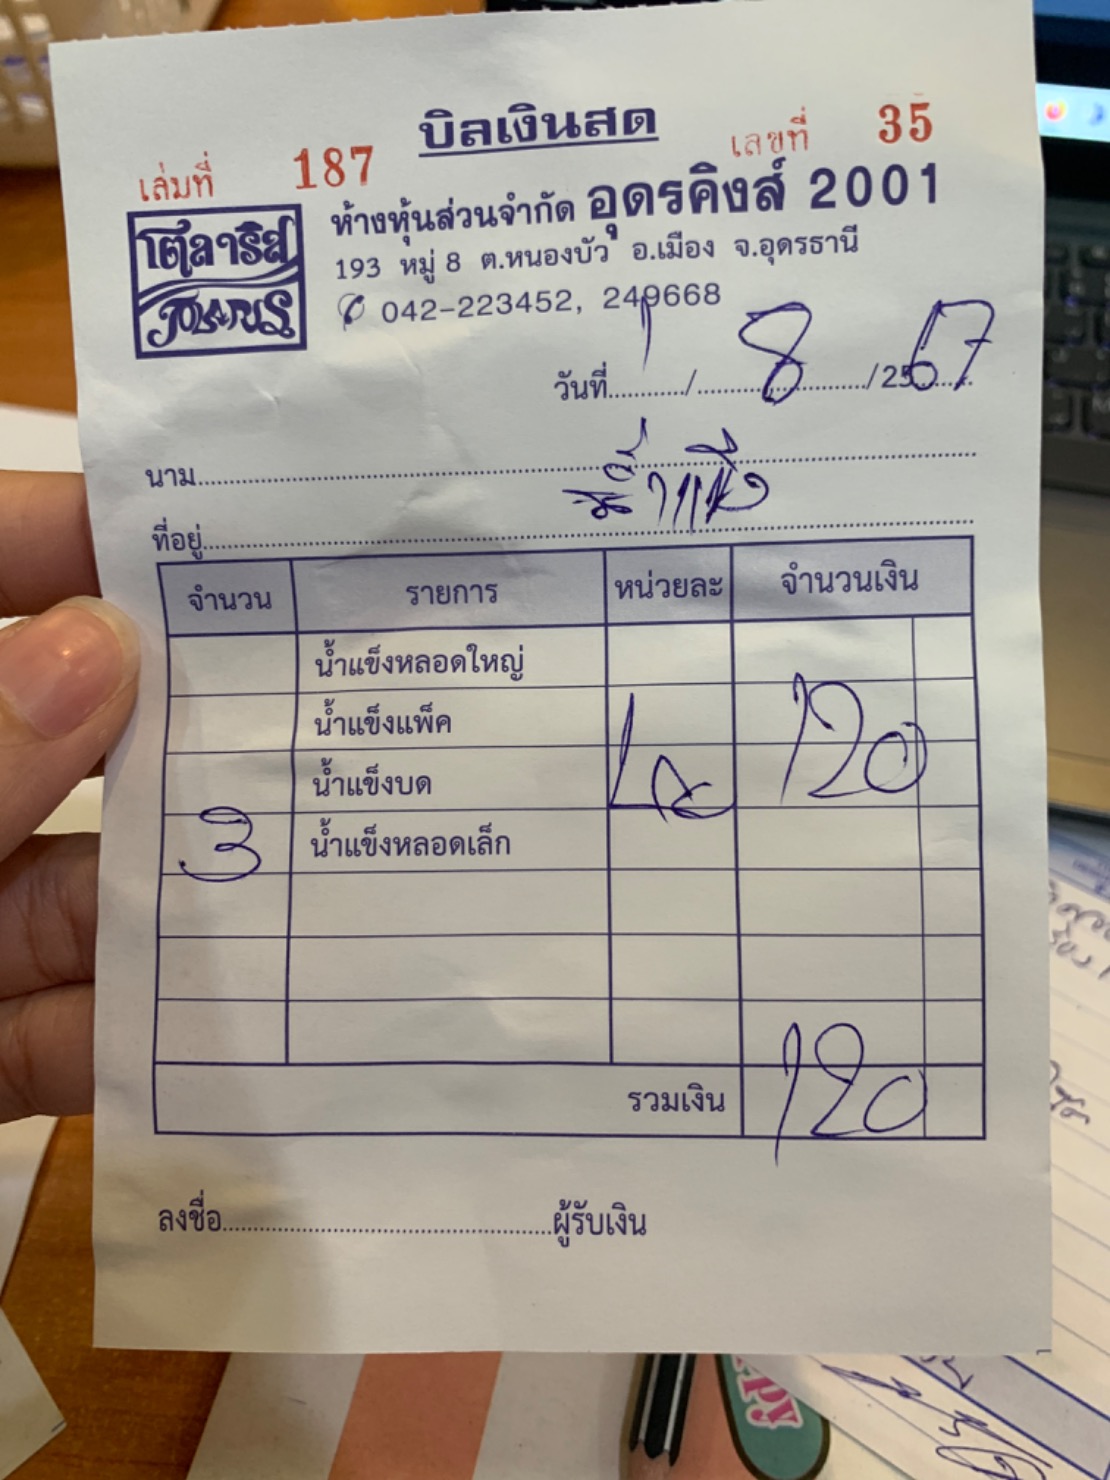 บิลเงินสด
เล่มที่ 187 เลขที่ 35
โตลาริส
TOLARIS
ห้างหุ้นส่วนจำกัด อุดรคิงส์ 2001
193 หมู่ 8 ต.หนองบัว อ.เมือง จ.อุดรธานี
042-223452, 249668
วันที่ 1 / 8 / 2567
นาม
ที่อยู่
จำนวน รายการ หน่วยละ จำนวนเงิน
น้ำแข็งหลอดใหญ่
น้ำแข็งแพ็ค 120
น้ำแข็งบด
3 น้ำแข็งหลอดเล็ก
รวมเงิน 120
ลงชื่อ ผู้รับเงิน